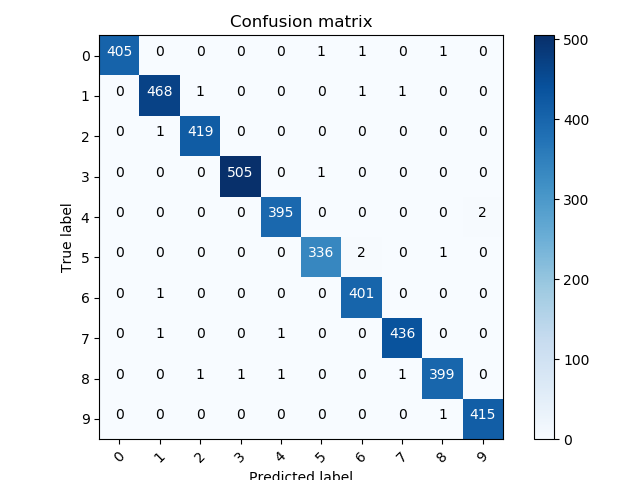 Confusion matrix
0 405 0 0 0 0 1 1 0 1 0
1 0 468 1 0 0 0 1 1 0 0
2 0 1 419 0 0 0 0 0 0 0
3 0 0 0 505 0 1 0 0 0 0
4 0 0 0 0 395 0 0 0 0 2
5 0 0 0 0 0 336 2 0 1 0
6 0 1 0 0 0 0 401 0 0 0
7 0 1 0 0 1 0 0 436 0 0
8 0 0 1 1 1 0 0 1 399 0
9 0 0 0 0 0 0 0 0 1 415
0 1 2 3 4 5 6 7 8 9
True label
Predicted label
500
400
300
200
100
0